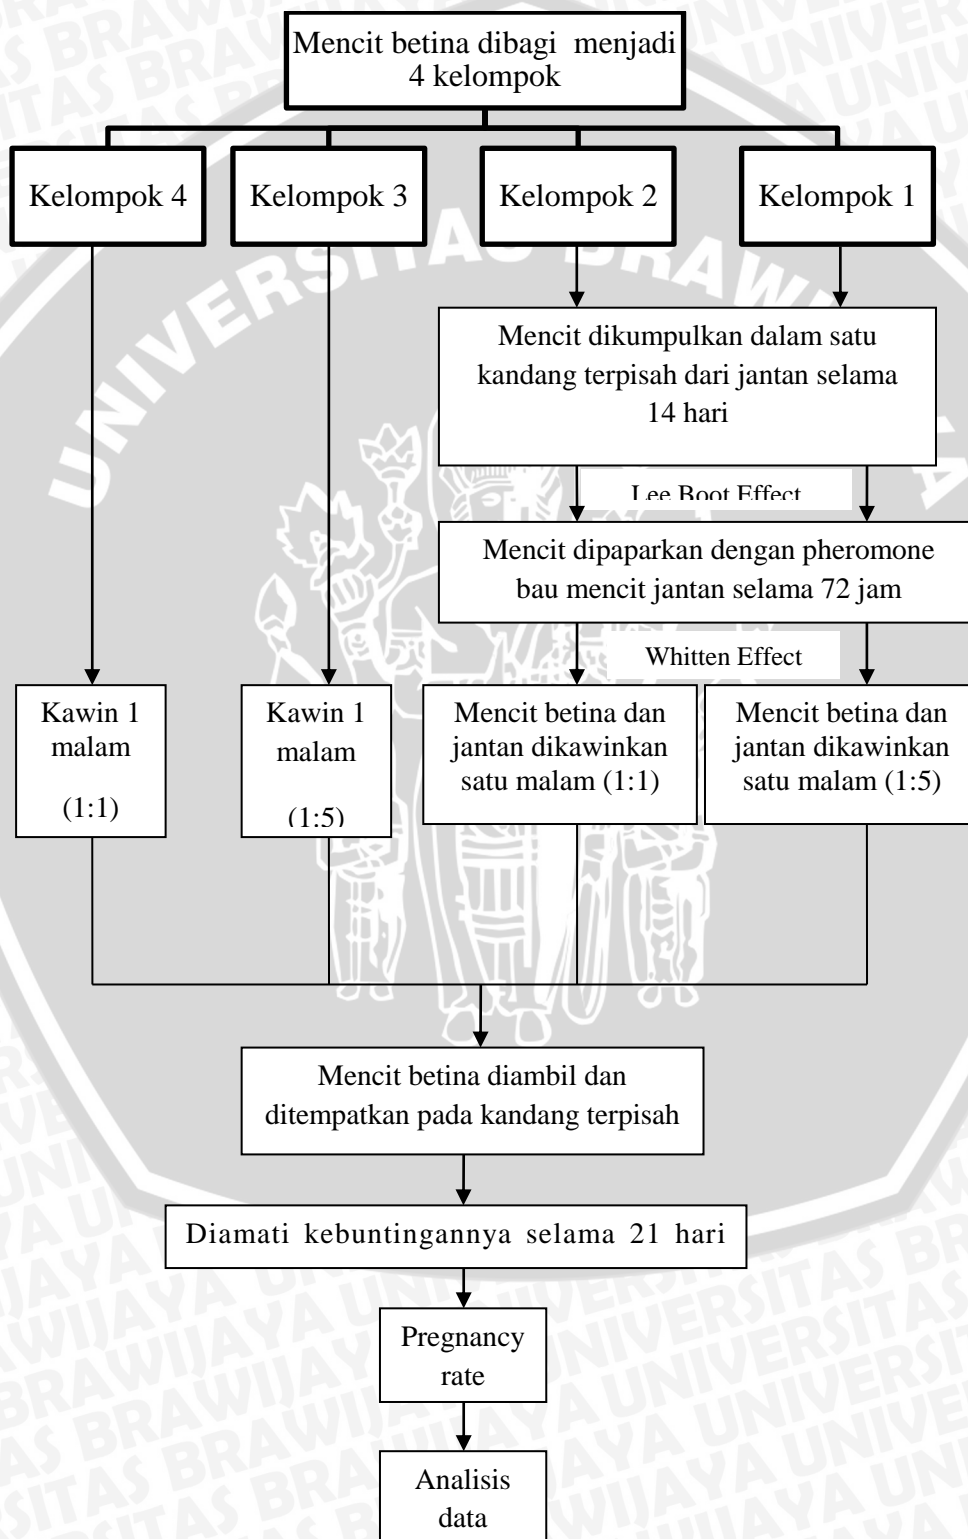 Mencit betina dibagi menjadi
4 kelompok
Kelompok 4
Kelompok 3
Kelompok 2
Kelompok 1
Mencit dikumpulkan dalam satu
kandang terpisah dari jantan selama
14 hari
Lee Boot Effect
Mencit dipaparkan dengan pheromone
bau mencit jantan selama 72 jam
Whitten Effect
Kawin 1
malam
(1:1)
Kawin 1
malam
(1:5)
Mencit betina dan
jantan dikawinkan
satu malam (1:1)
Mencit betina dan
jantan dikawinkan
satu malam (1:5)
Mencit betina diambil dan
ditempatkan pada kandang terpisah
Diamati kebuntingannya selama 21 hari
Pregnancy
rate
Analisis
data
UNIVERSITAS BRAWIJAYA